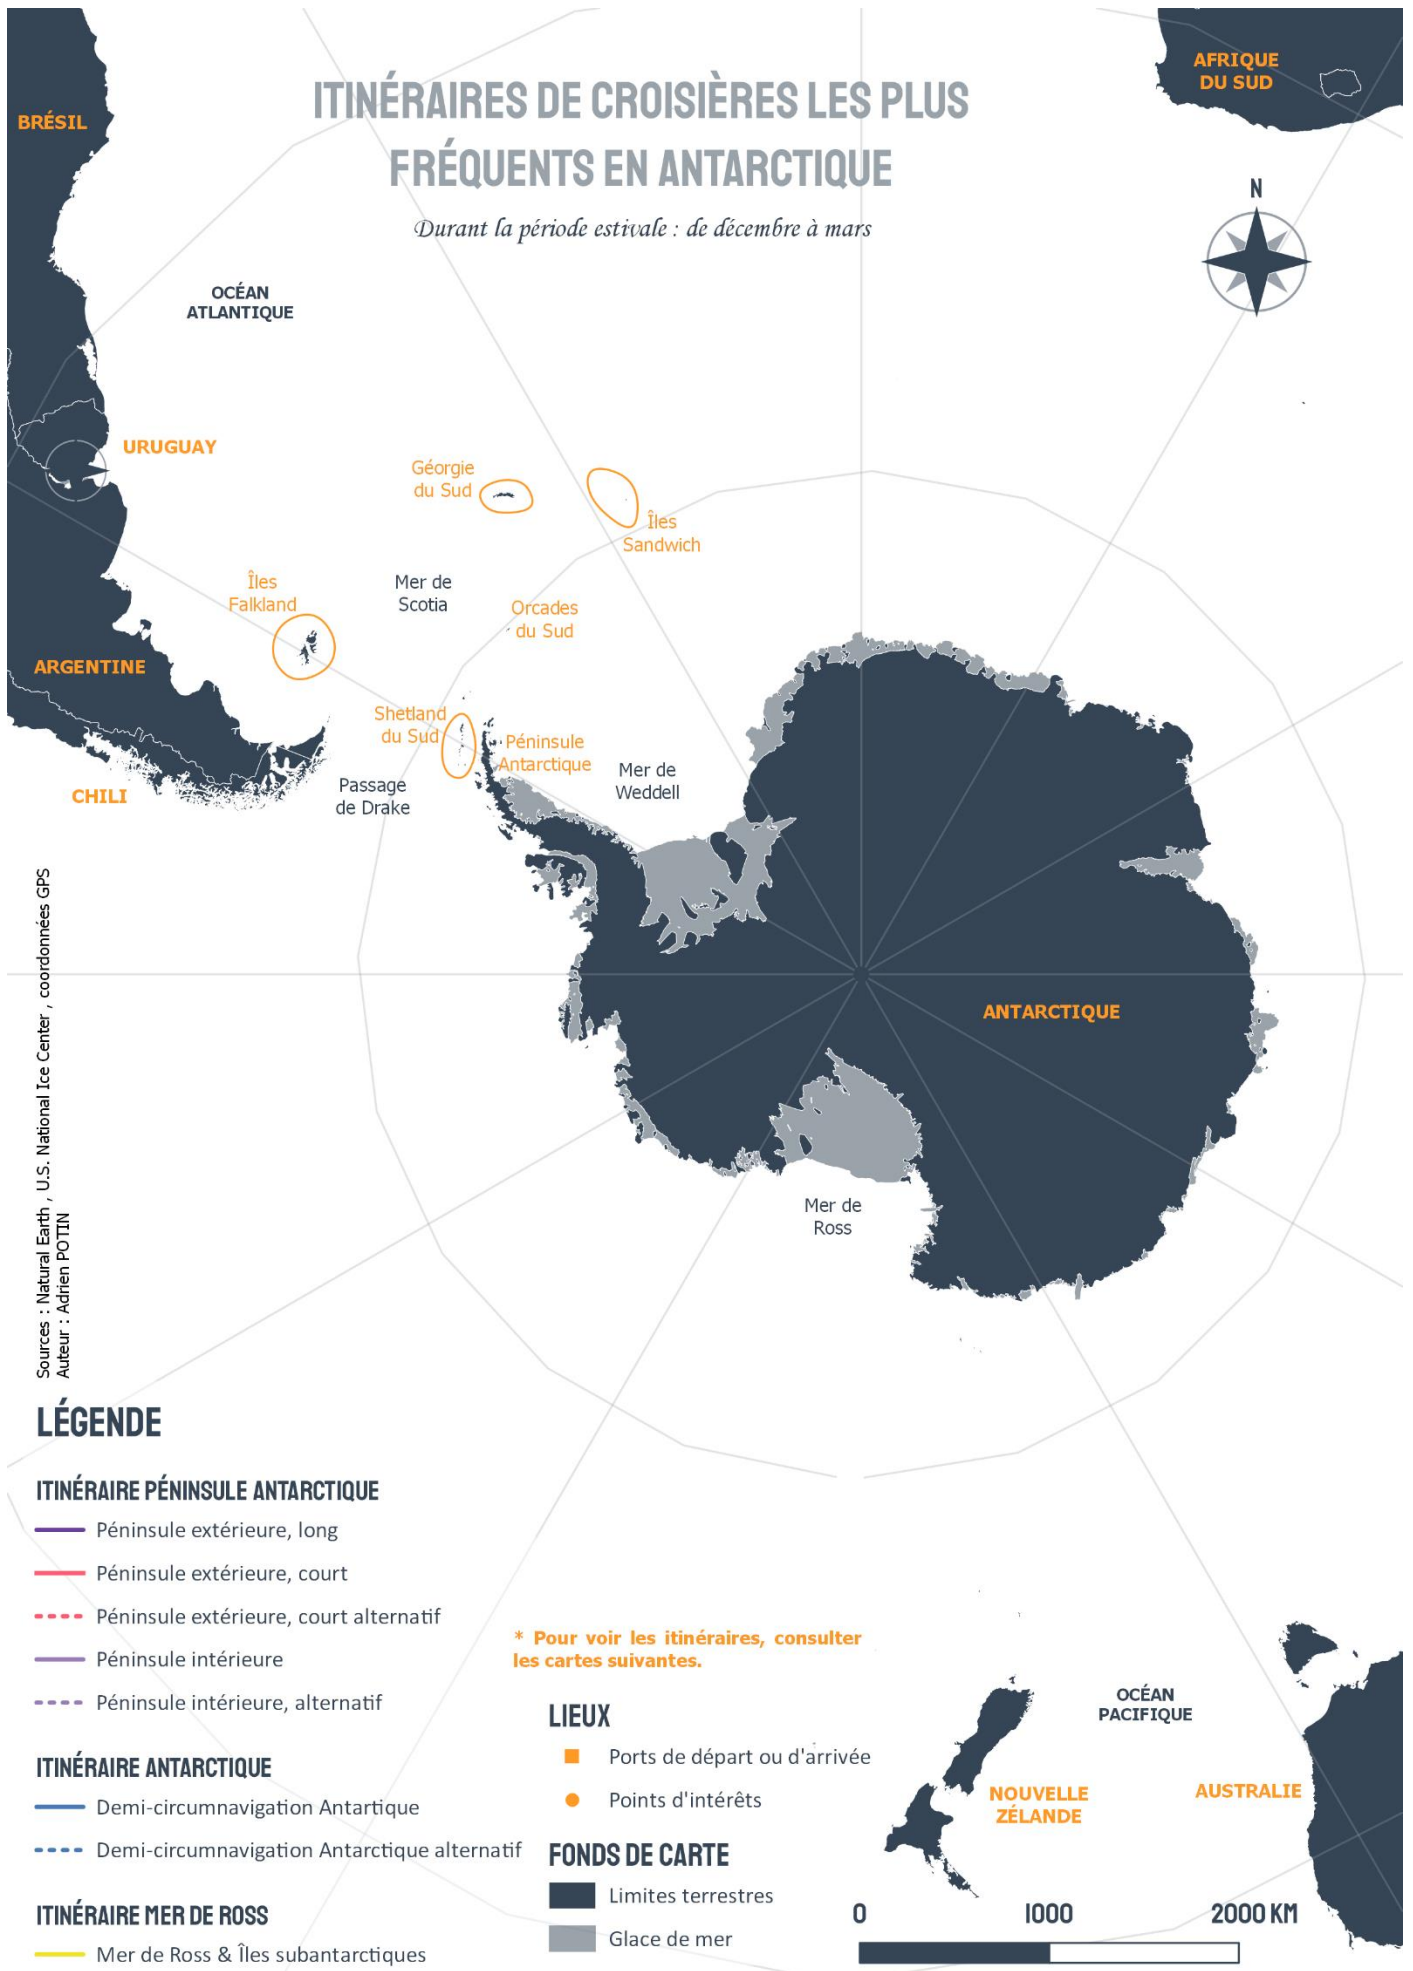 ITINÉRAIRES DE CROISIÈRES LES PLUS
FRÉQUENTS EN ANTARCTIQUE
Durant la période estivale : de décembre à mars
AFRIQUE
DU SUD
BRÉSIL
N
OCÉAN
ATLANTIQUE
URUGUAY
Géorgie
du Sud
Îles
Sandwich
Îles
Falkland
Mer de
Scotia
Orcades
du Sud
ARGENTINE
Shetland
du Sud
Péninsule
Antarctique
Mer de
Weddell
Passage
de Drake
CHILI
ANTARCTIQUE
Mer de
Ross
Sources : Natural Earth , U.S. National Ice Center , coordonnées GPS
Auteur : Adrien POTIN
LÉGENDE
ITINÉRAIRE PÉNINSULE ANTARCTIQUE
Péninsule extérieure, long
Péninsule extérieure, court
Péninsule extérieure, court alternatif
Péninsule intérieure
Péninsule intérieure, alternatif
ITINÉRAIRE ANTARCTIQUE
Demi-circumnavigation Antartique
Demi-circumnavigation Antarctique alternatif
ITINÉRAIRE MER DE ROSS
Mer de Ross & Îles subantarctiques
* Pour voir les itinéraires, consulter
les cartes suivantes.
LIEUX
Ports de départ ou d'arrivée
Points d'intérêts
FONDS DE CARTE
Limites terrestres
Glace de mer
OCÉAN
PACIFIQUE
NOUVELLE
ZÉLANDE
AUSTRALIE
0 1000 2000 KM